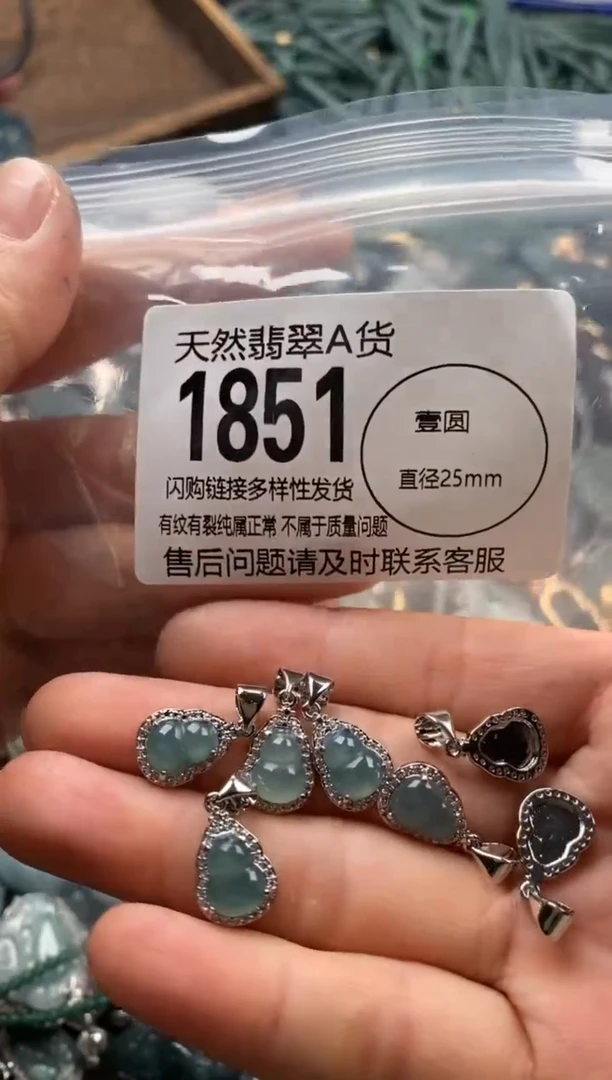 天然翡翠A货
1851
壹圆
直径25mm
闪购链接多样性发货
有纹有裂纯属正常 不属于质量问题
售后问题请及时联系客服